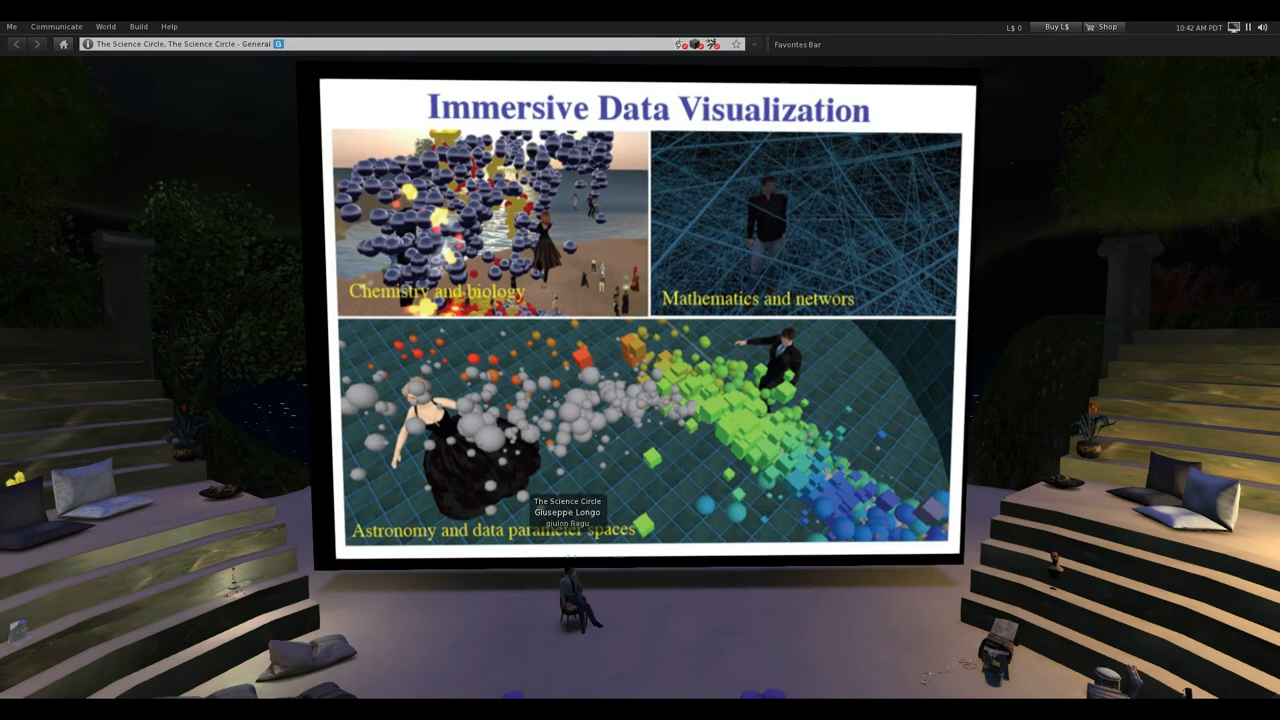 Me Communicate World Build Help
L$ 0 Buy L$ Shop 10:42 AM PDT
The Science Circle, The Science Circle - General G
Favorites Bar
Immersive Data Visualization
Chemistry and biology
Mathematics and networs
The Science Circle
Giuseppe Longo
giulon Ragu
Astronomy and data parameter spaces